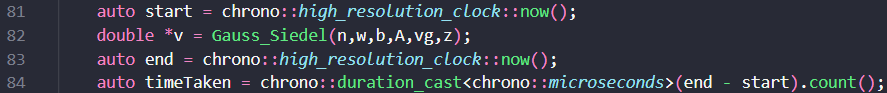 81 auto start = chrono::high_resolution_clock::now();
82 double *v = Gauss_Siedel(n,w,b,A,vg,z);
83 auto end = chrono::high_resolution_clock::now();
84 auto timeTaken = chrono::duration_cast<chrono::microseconds>(end - start).count();